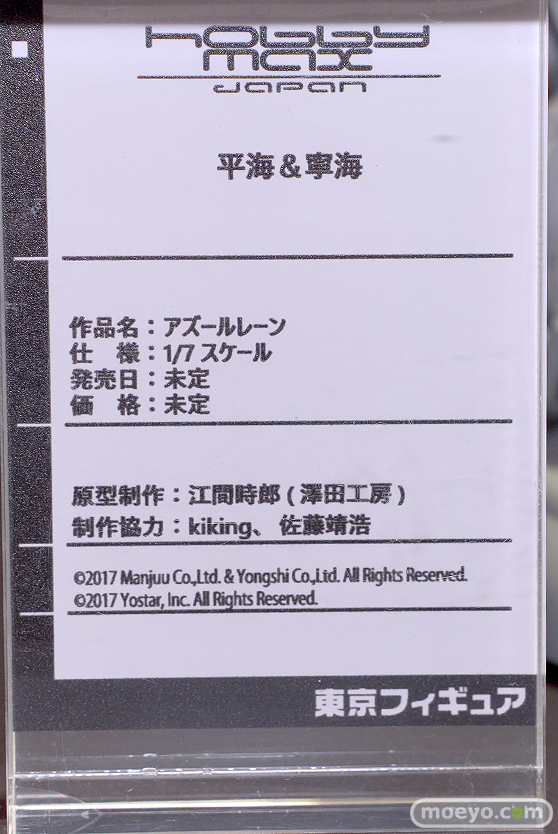 hobby
max
japan
平海＆寧海
作品名：アズールレーン
仕　様：1/7 スケール
発売日：未定
価　格：未定
原型制作：江間時郎 ( 澤田工房 )
制作協力：kiking、佐藤靖浩
©2017 Manjuu Co.,Ltd. & Yongshi Co.,Ltd. All Rights Reserved.
©2017 Yostar, Inc. All Rights Reserved.
東京フィギュア
moeyo.com